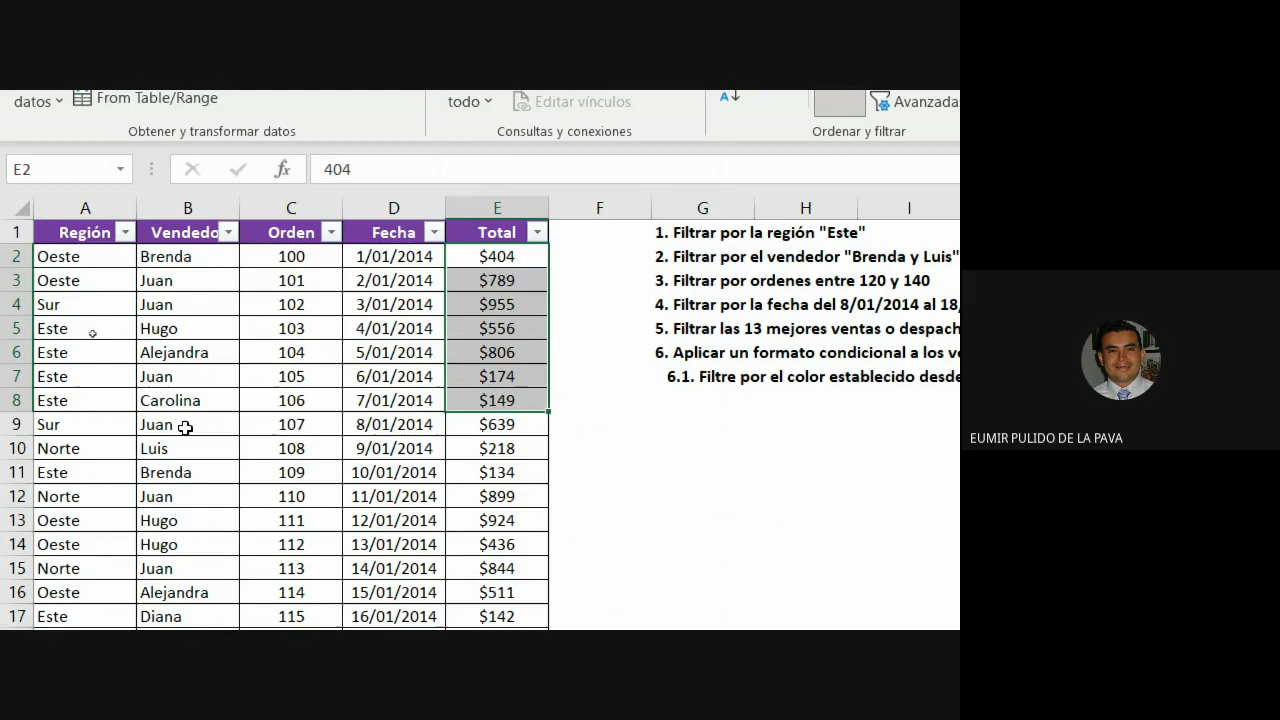 datos
From Table/Range
todo
Editar vínculos
Avanzadas
Obtener y transformar datos
Consultas y conexiones
Ordenar y filtrar
E2
fx
404
A B C D E F G H I
1 Región Vendedo Orden Fecha Total 1. Filtrar por la región "Este"
2 Oeste Brenda 100 1/01/2014 $404 2. Filtrar por el vendedor "Brenda y Luis"
3 Oeste Juan 101 2/01/2014 $789 3. Filtrar por ordenes entre 120 y 140
4 Sur Juan 102 3/01/2014 $955 4. Filtrar por la fecha del 8/01/2014 al 18/
5 Este Hugo 103 4/01/2014 $556 5. Filtrar las 13 mejores ventas o despach
6 Este Alejandra 104 5/01/2014 $806 6. Aplicar un formato condicional a los ve
7 Este Juan 105 6/01/2014 $174 6.1. Filtre por el color establecido desde
8 Este Carolina 106 7/01/2014 $149
9 Sur Juan 107 8/01/2014 $639
10 Norte Luis 108 9/01/2014 $218
11 Este Brenda 109 10/01/2014 $134
12 Norte Juan 110 11/01/2014 $899
13 Oeste Hugo 111 12/01/2014 $924
14 Oeste Hugo 112 13/01/2014 $436
15 Norte Juan 113 14/01/2014 $844
16 Oeste Alejandra 114 15/01/2014 $511
17 Este Diana 115 16/01/2014 $142
EUMIR PULIDO DE LA PAVA